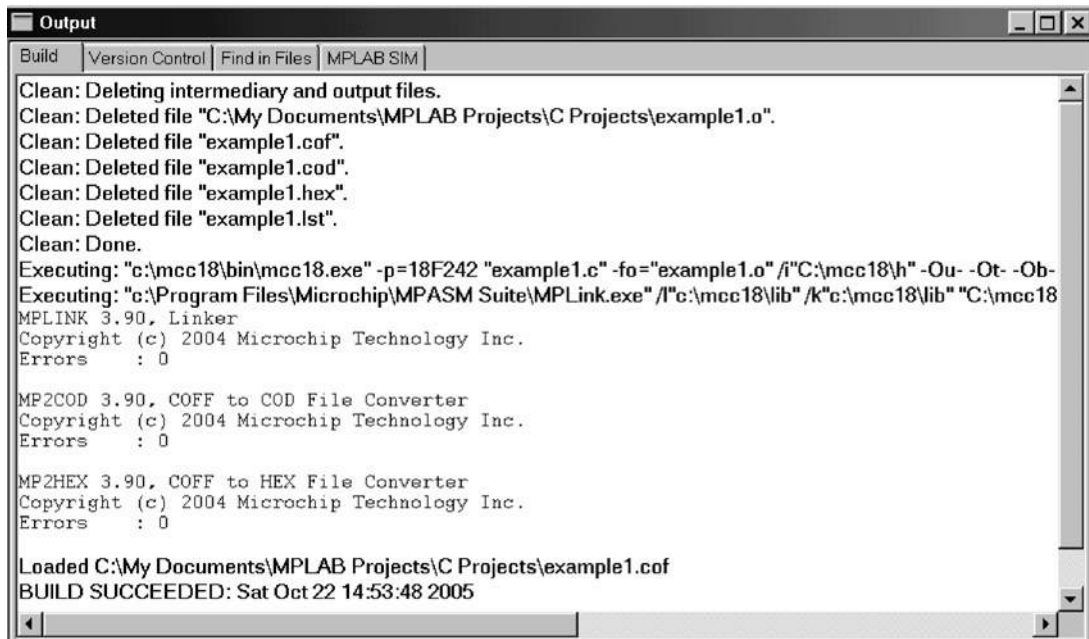 Output
Build Version Control Find in Files MPLAB SIM
Clean: Deleting intermediary and output files.
Clean: Deleted file "C:\My Documents\MPLAB Projects\C Projects\example1.o".
Clean: Deleted file "example1.cof".
Clean: Deleted file "example1.cod".
Clean: Deleted file "example1.hex".
Clean: Deleted file "example1.lst".
Clean: Done.
Executing: "c:\mcc18\bin\mcc18.exe" -p=18F242 "example1.c" -fo="example1.o" /i"C:\mcc18\h" -Ou- -Ot- -Ob-
Executing: "c:\Program Files\Microchip\MPASM Suite\MPLink.exe" /l"c:\mcc18\lib" /k"c:\mcc18\lib" "C:\mcc18
MPLINK 3.90, Linker
Copyright (c) 2004 Microchip Technology Inc.
Errors : 0
MP2COD 3.90, COFF to COD File Converter
Copyright (c) 2004 Microchip Technology Inc.
Errors : 0
MP2HEX 3.90, COFF to HEX File Converter
Copyright (c) 2004 Microchip Technology Inc.
Errors : 0
Loaded C:\My Documents\MPLAB Projects\C Projects\example1.cof
BUILD SUCCEEDED: Sat Oct 22 14:53:48 2005